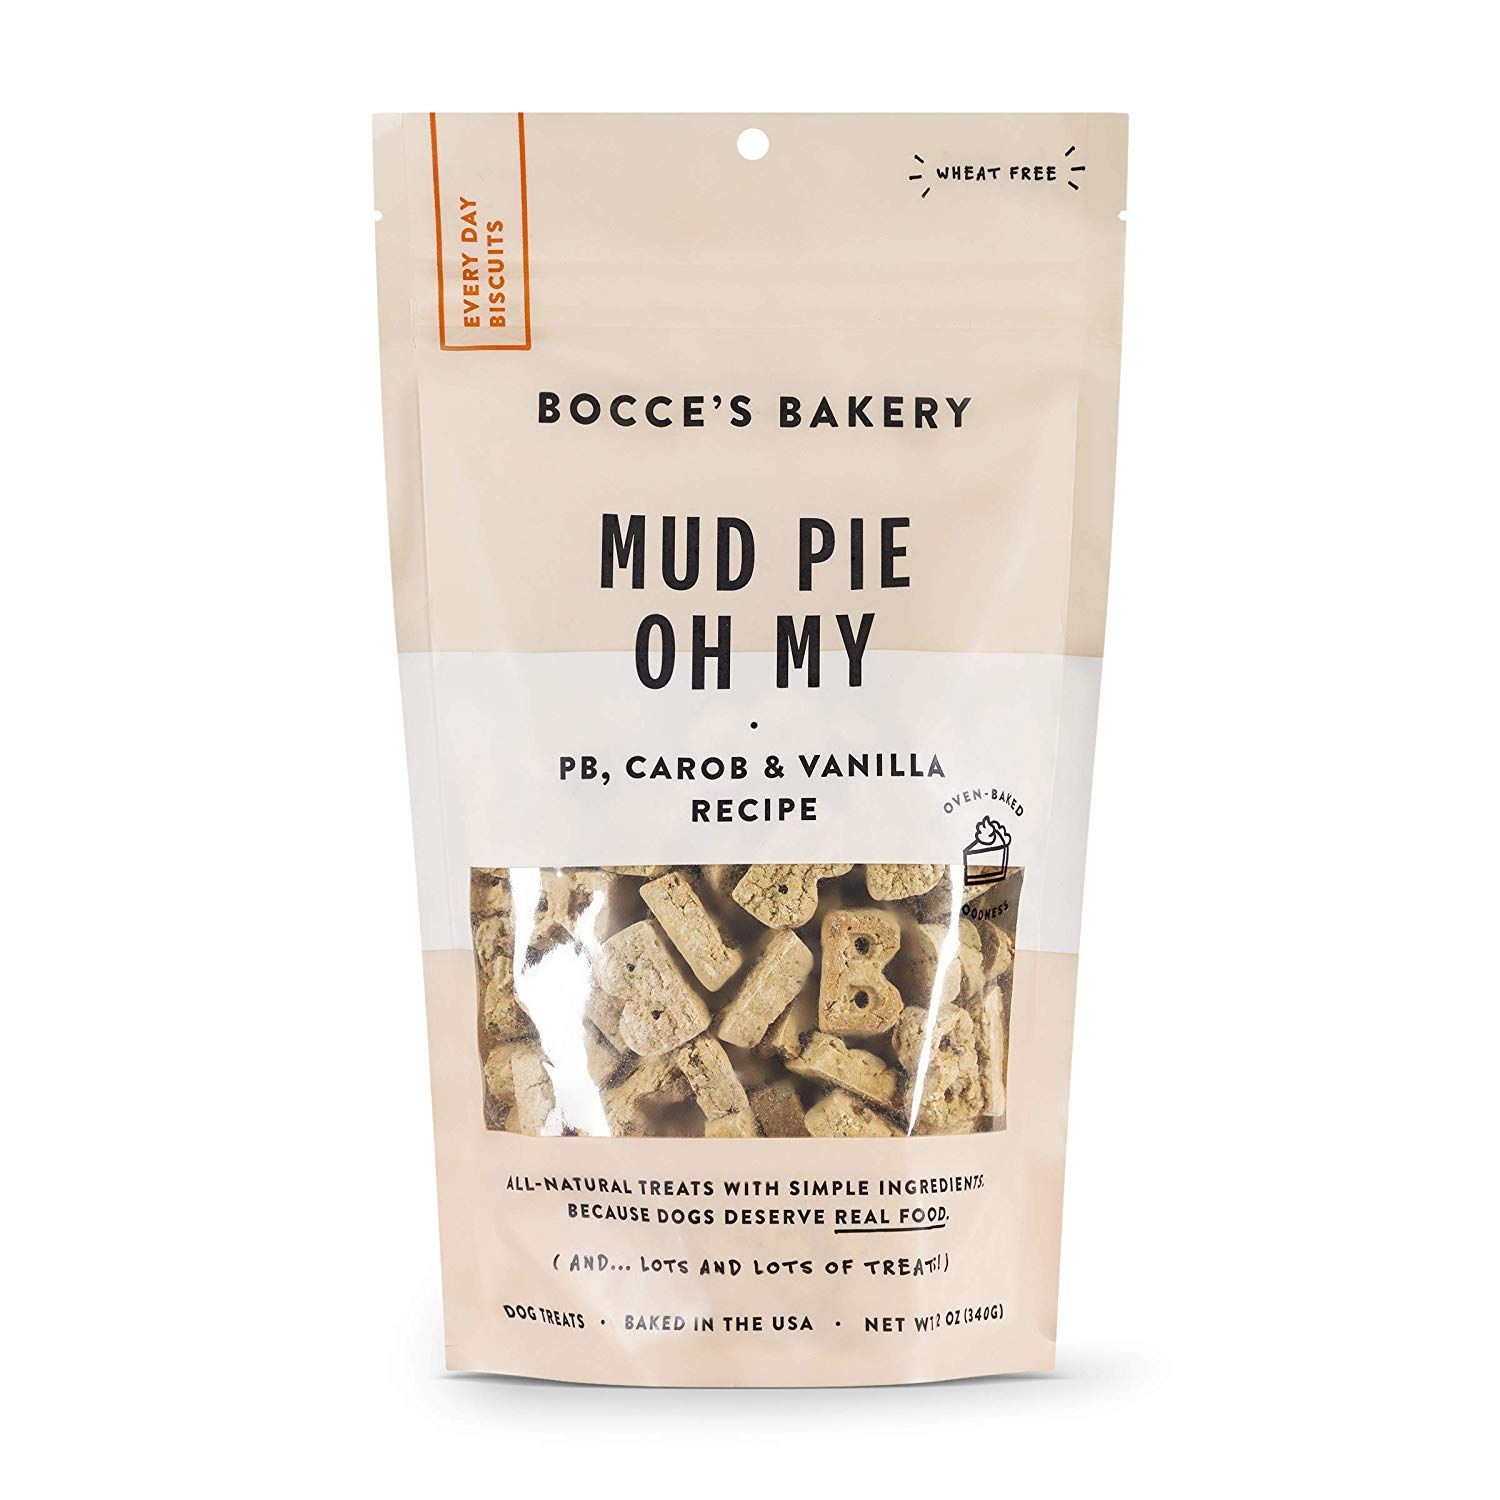 EVERY DAY
BISCUITS
WHEAT FREE
BOCCE'S BAKERY
MUD PIE
OH MY
PB, CAROB & VANILLA
RECIPE
OVEN-BAKED
OODNESS
ALL-NATURAL TREATS WITH SIMPLE INGREDIENTS.
BECAUSE DOGS DESERVE REAL FOOD.
( AND... LOTS AND LOTS OF TREATS!)
DOG TREATS • BAKED IN THE USA • NET WT 2 OZ (340G)